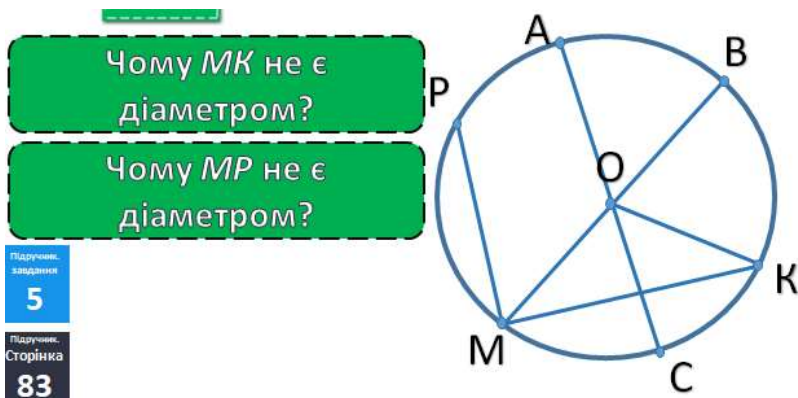 Чому МК не є
діаметром?
Чому МР не є
діаметром?
Підручник.
завдання
5
Підручник.
Сторінка
83
А
В
Р
О
К
М
С